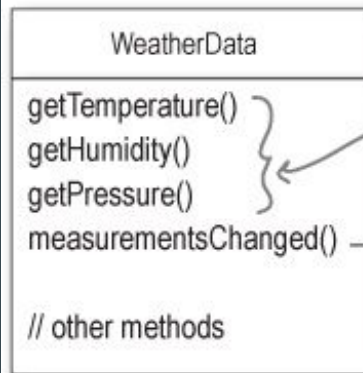 WeatherData
getTemperature()
getHumidity()
getPressure()
measurementsChanged()
// other methods